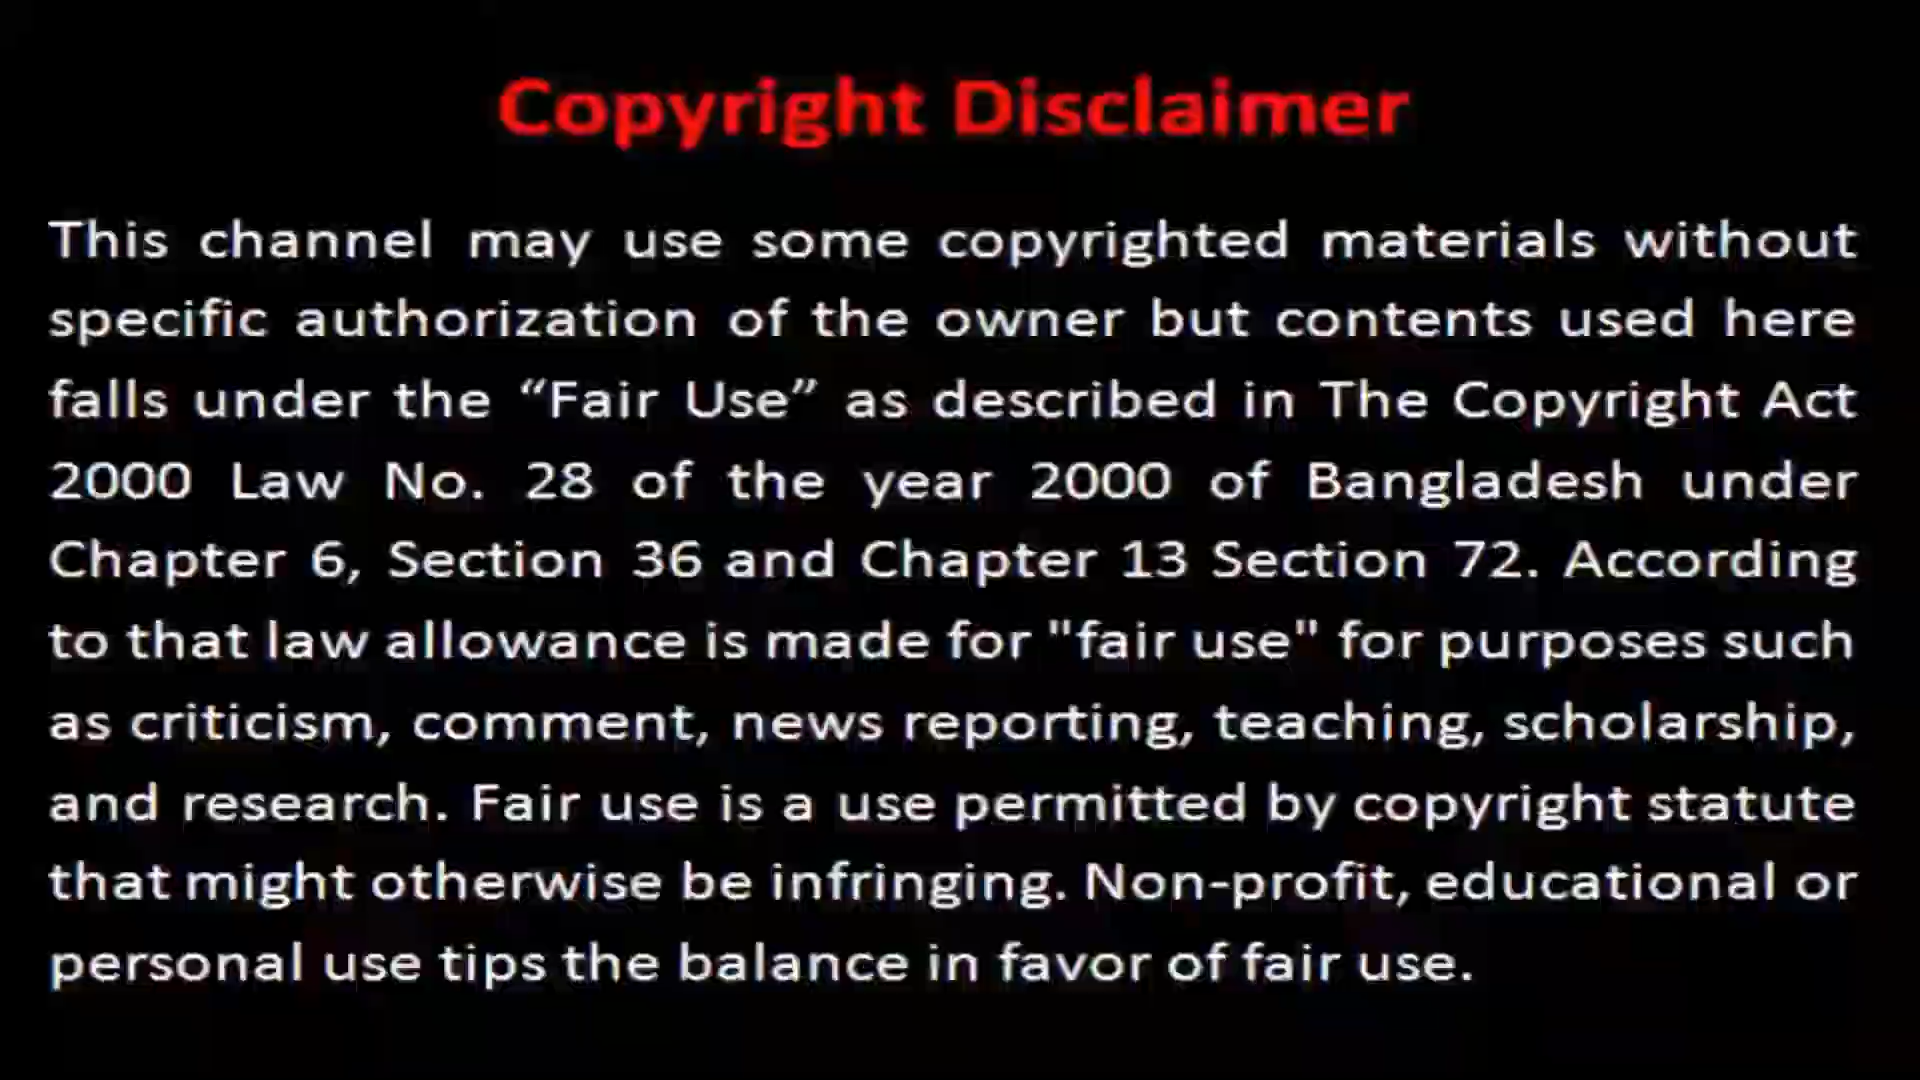 Copyright Disclaimer
This channel may use some copyrighted materials without
specific authorization of the owner but contents used here
falls under the “Fair Use” as described in The Copyright Act
2000 Law No. 28 of the year 2000 of Bangladesh under
Chapter 6, Section 36 and Chapter 13 Section 72. According
to that law allowance is made for "fair use" for purposes such
as criticism, comment, news reporting, teaching, scholarship,
and research. Fair use is a use permitted by copyright statute
that might otherwise be infringing. Non-profit, educational or
personal use tips the balance in favor of fair use.